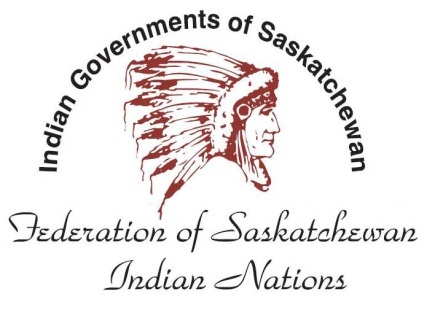 Indian Governments of Saskatchewan
Federation of Saskatchewan
Indian Nations